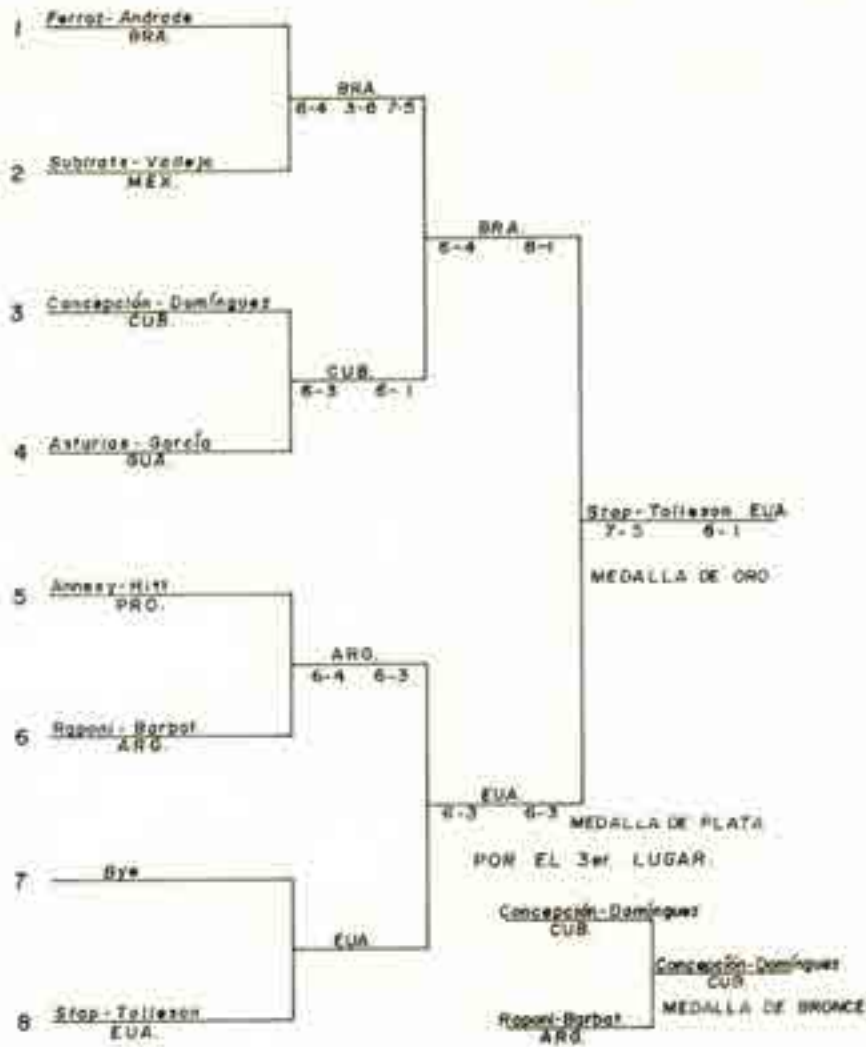 1 Ferraz-Andrade
BRA.
BRA.
6-4 3-6 7-5
2 Subirats-Vallejo
MEX.
BRA.
6-4 6-1
3 Concepción-Domínguez
CUB.
CUB.
6-3 6-1
4 Asturias-García
GUA.
Stap-Tolleson EUA
7-5 6-1
MEDALLA DE ORO
5 Annexy-Hitt
PRO.
ARG.
6-4 6-3
6 Raponi-Barbat
ARG.
EUA.
6-3 6-3
MEDALLA DE PLATA
POR EL 3er LUGAR.
7 Bye
Concepción-Domínguez
CUB.
EUA
Concepción-Domínguez
CUB.
MEDALLA DE BRONCE
8 Stap-Tolleson
EUA.
Raponi-Barbat
ARG.